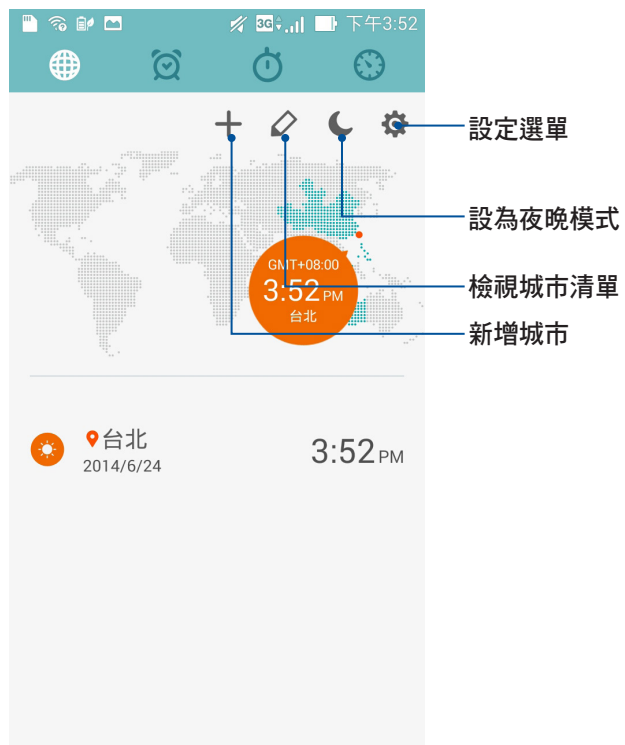 3G 下午3:52
設定選單
設為夜晚模式
GMT+08:00
3:52 PM
台北
檢視城市清單
新增城市
台北
2014/6/24
3:52 PM